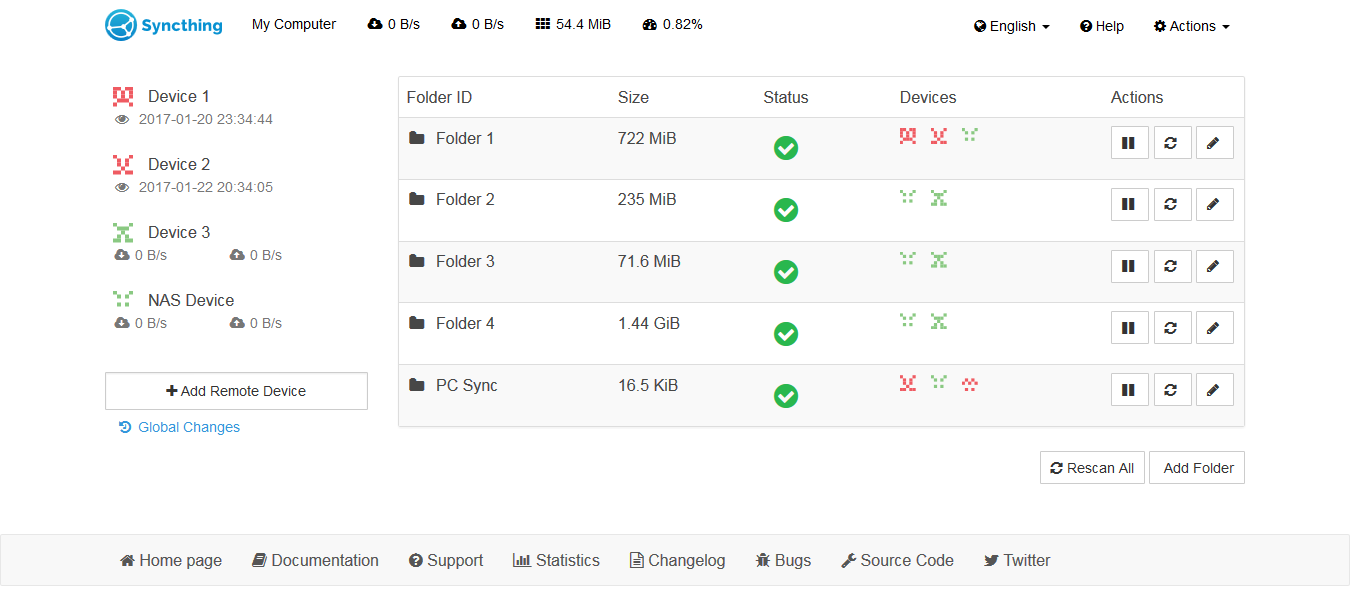 Syncthing My Computer 0 B/s 0 B/s 54.4 MiB 0.82% English Help Actions
Device 1
2017-01-20 23:34:44
Device 2
2017-01-22 20:34:05
Device 3
0 B/s 0 B/s
NAS Device
0 B/s 0 B/s
Add Remote Device
Global Changes
Folder ID Size Status Devices Actions
Folder 1 722 MiB
Folder 2 235 MiB
Folder 3 71.6 MiB
Folder 4 1.44 GiB
PC Sync 16.5 KiB
Rescan All Add Folder
Home page Documentation Support Statistics Changelog Bugs Source Code Twitter